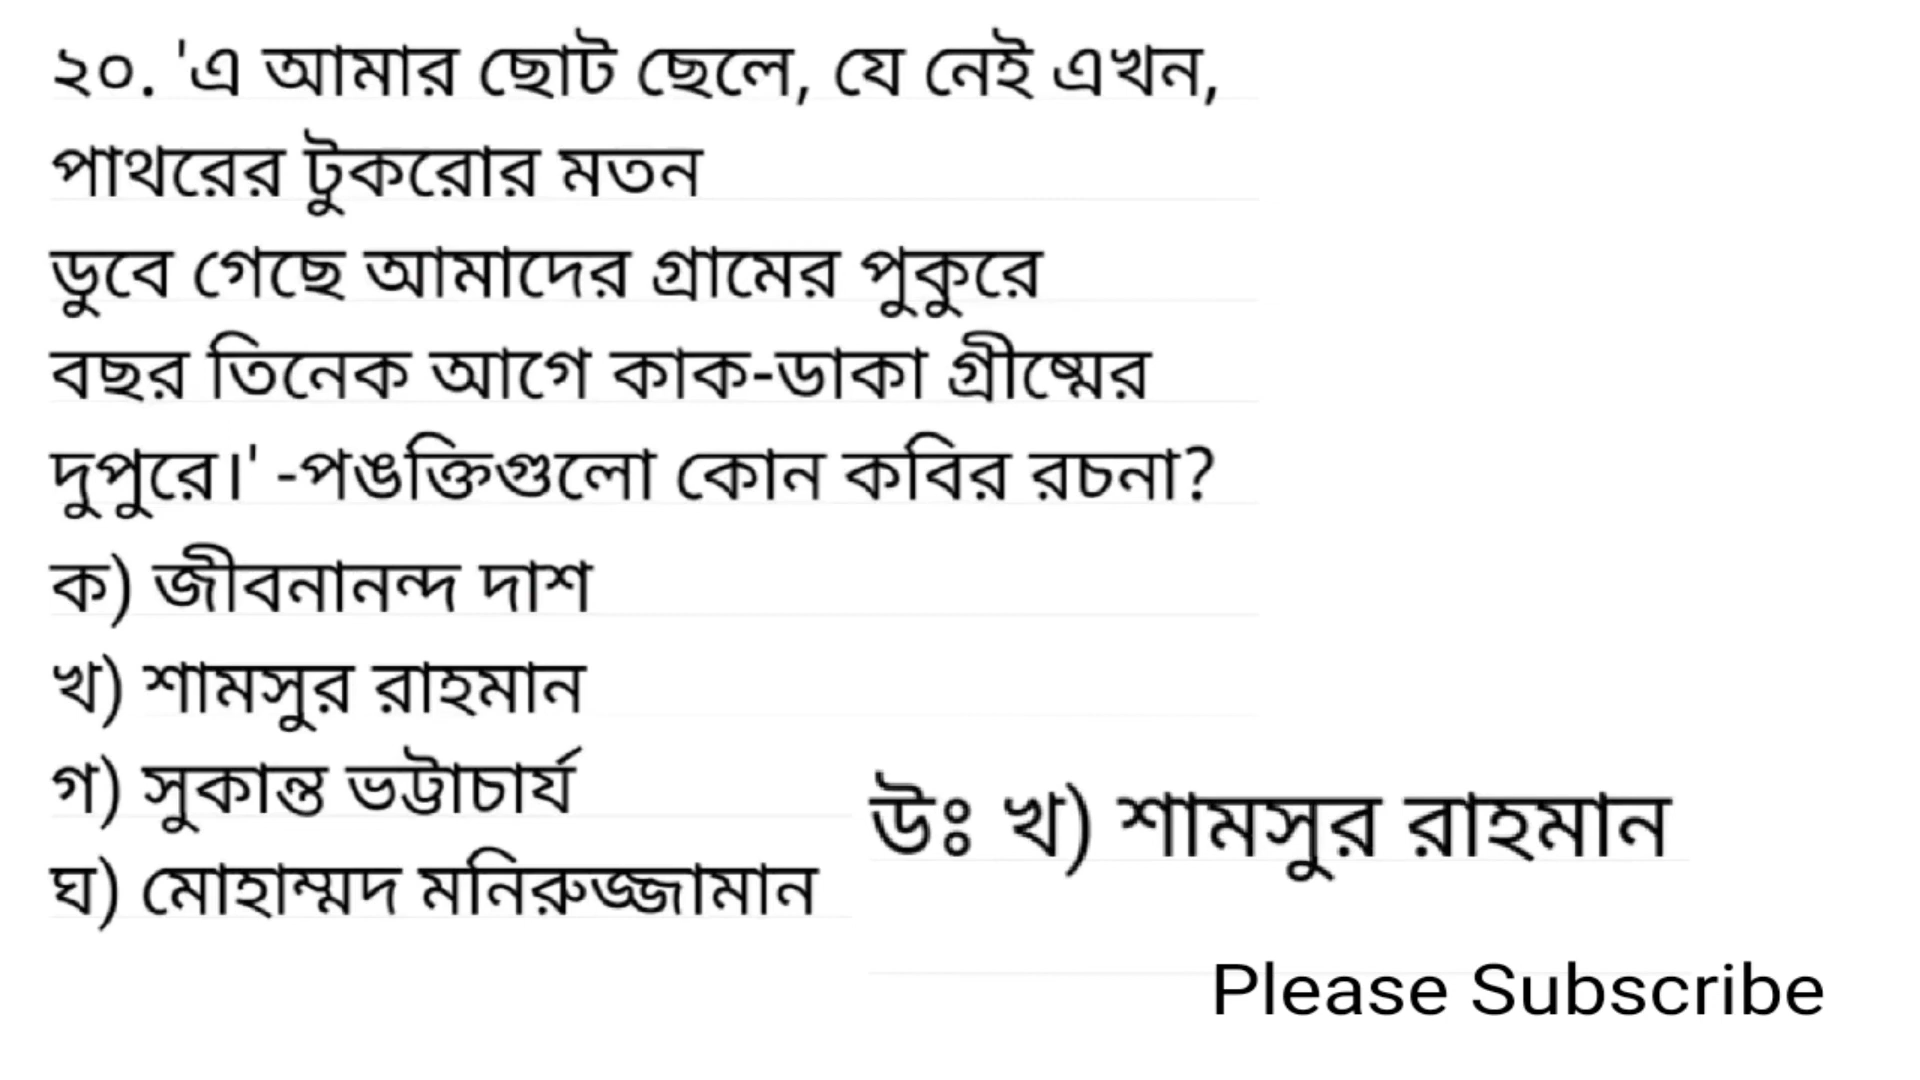 ২০. 'এ আমার ছোট ছেলে, যে নেই এখন,
পাথরের টুকরোর মতন
ডুবে গেছে আমাদের গ্রামের পুকুরে
বছর তিনেক আগে কাক-ডাকা গ্রীষ্মের
দুপুরে।' -পঙক্তিগুলো কোন কবির রচনা?
ক) জীবনানন্দ দাশ
খ) শামসুর রাহমান
গ) সুকান্ত ভট্টাচার্য
ঘ) মোহাম্মদ মনিরুজ্জামান
উঃ খ) শামসুর রাহমান
Please Subscribe